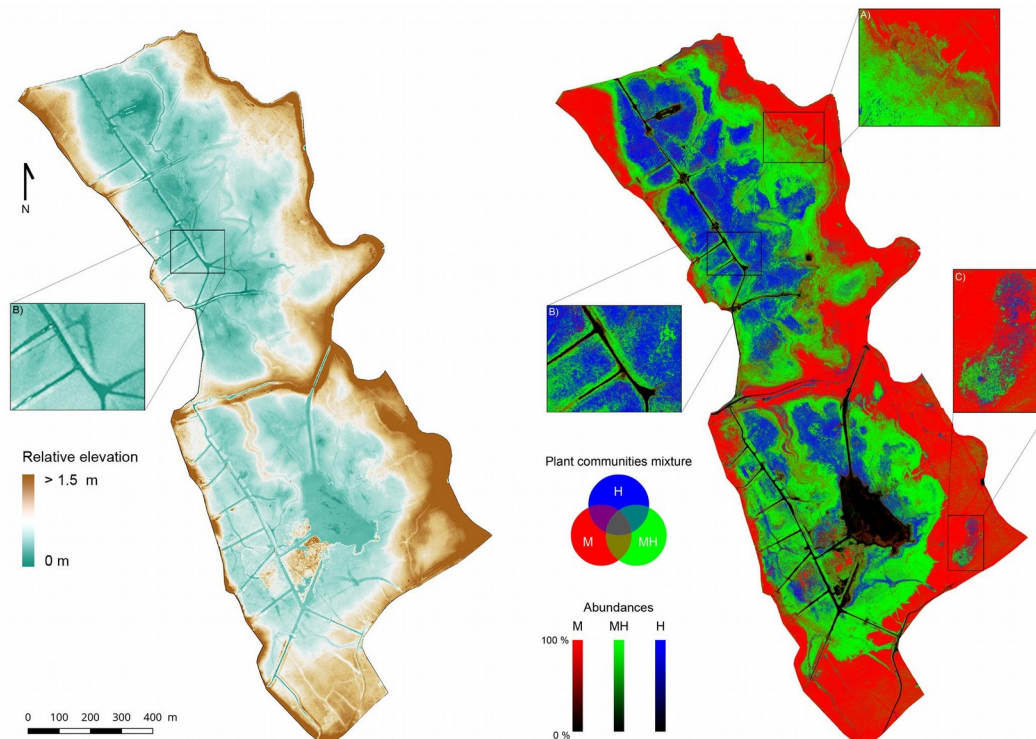 N
B)
Relative elevation
> 1.5 m
0 m
0 100 200 300 400 m
A)
B)
C)
Plant communities mixture
H
M
MH
Abundances
M MH H
100 %
0 %